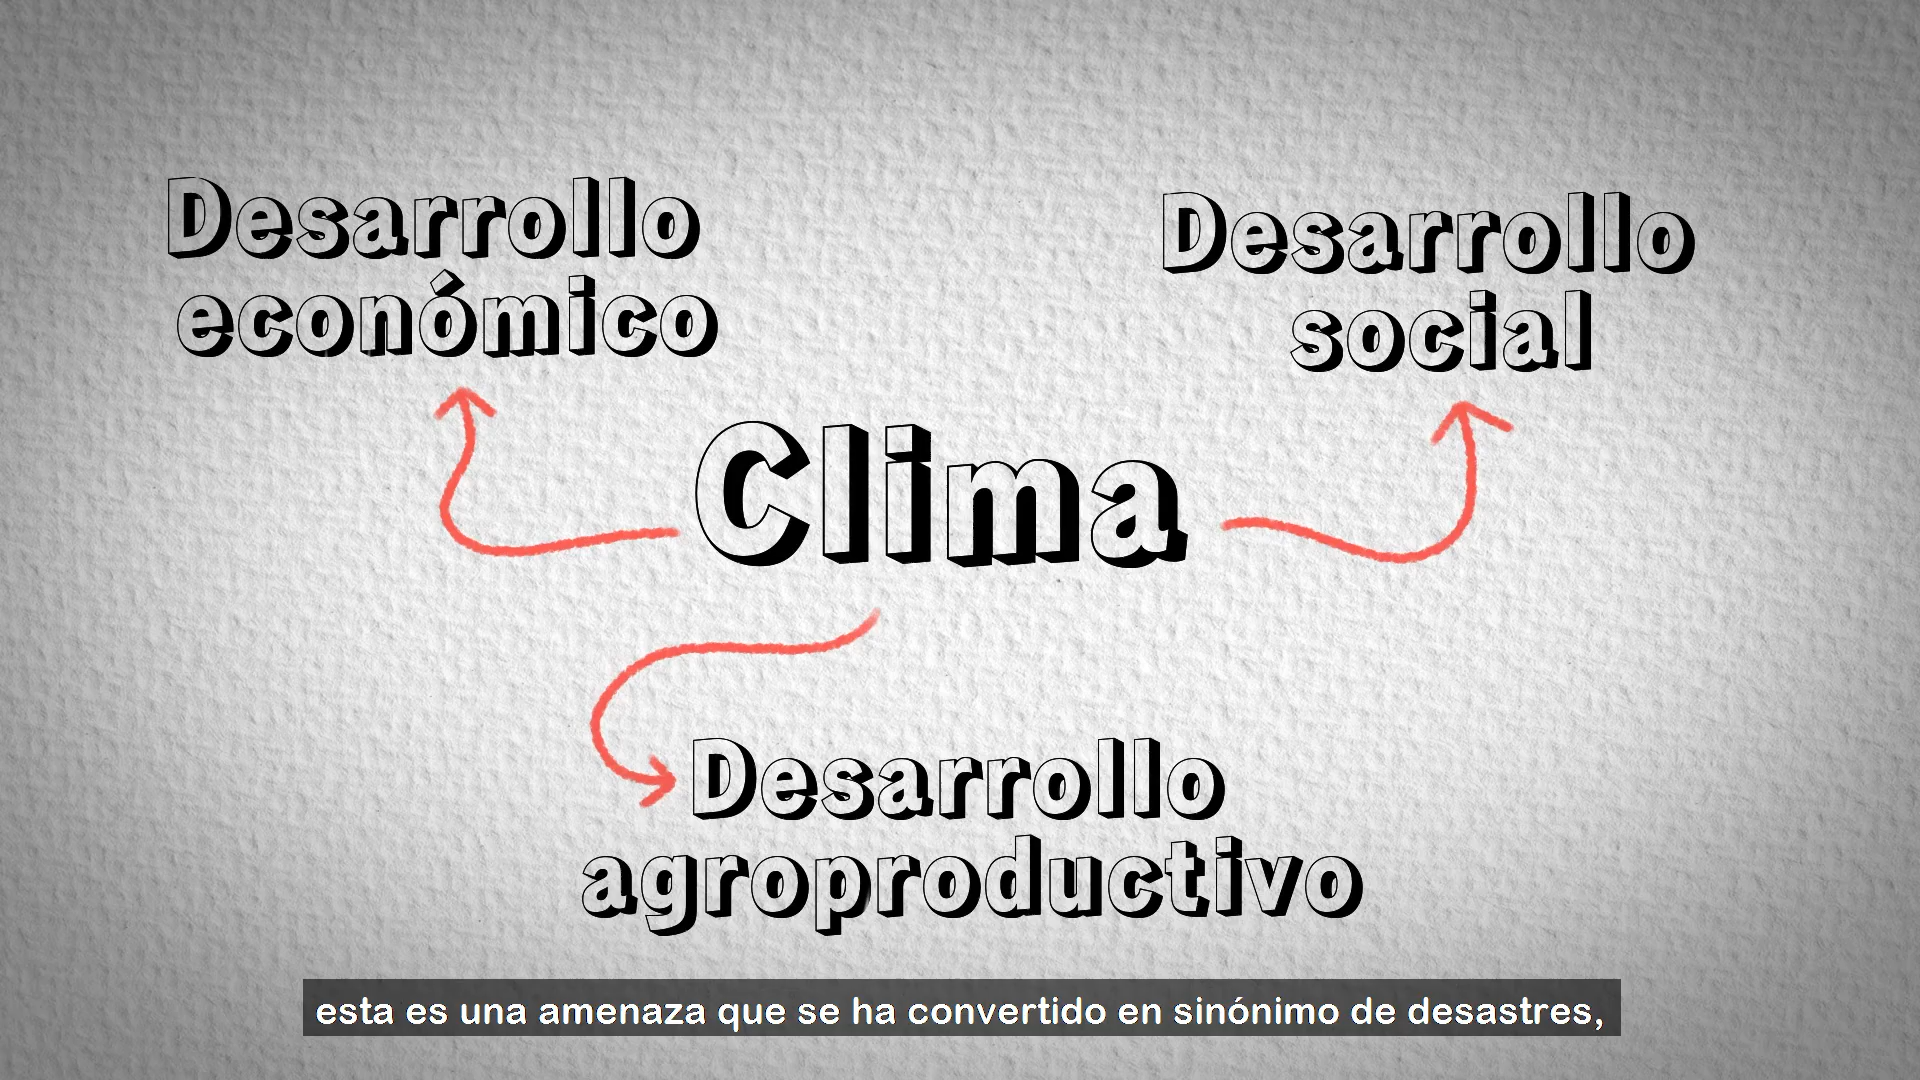 Desarrollo
económico
Desarrollo
social
Clima
Desarrollo
agroproductivo
esta es una amenaza que se ha convertido en sinónimo de desastres,